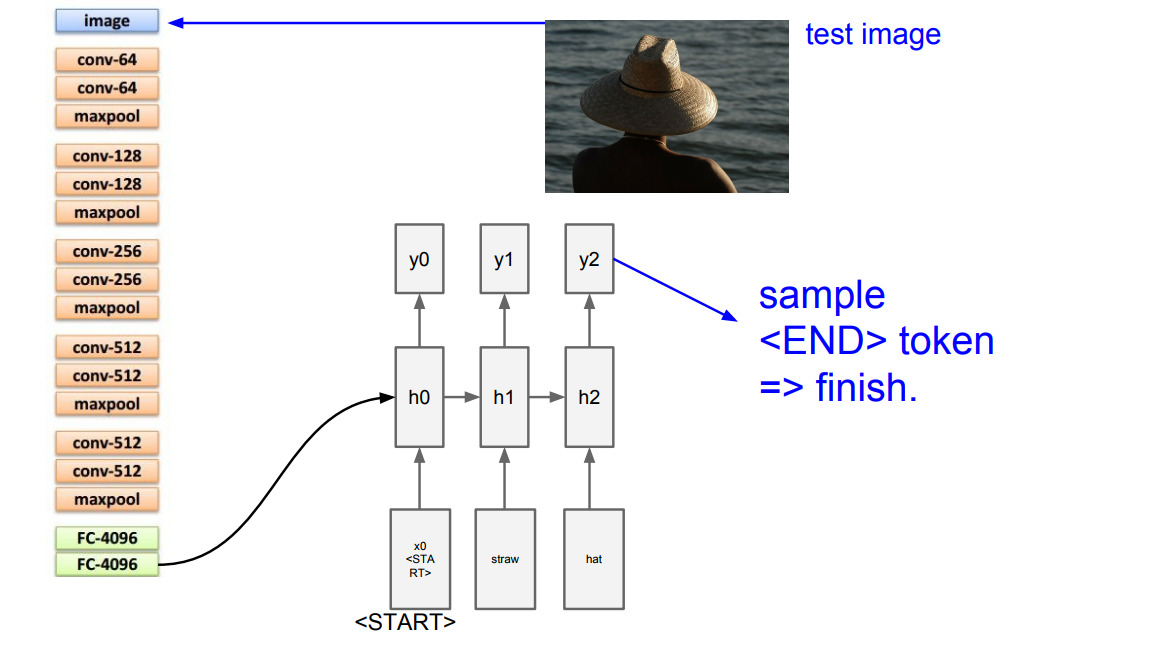 image
test image
conv-64
conv-64
maxpool
conv-128
conv-128
maxpool
conv-256
conv-256
maxpool
conv-512
conv-512
maxpool
conv-512
conv-512
maxpool
FC-4096
FC-4096
y0
y1
y2
sample
<END> token
=> finish.
h0
h1
h2
x0
<STA
RT>
straw
hat
<START>